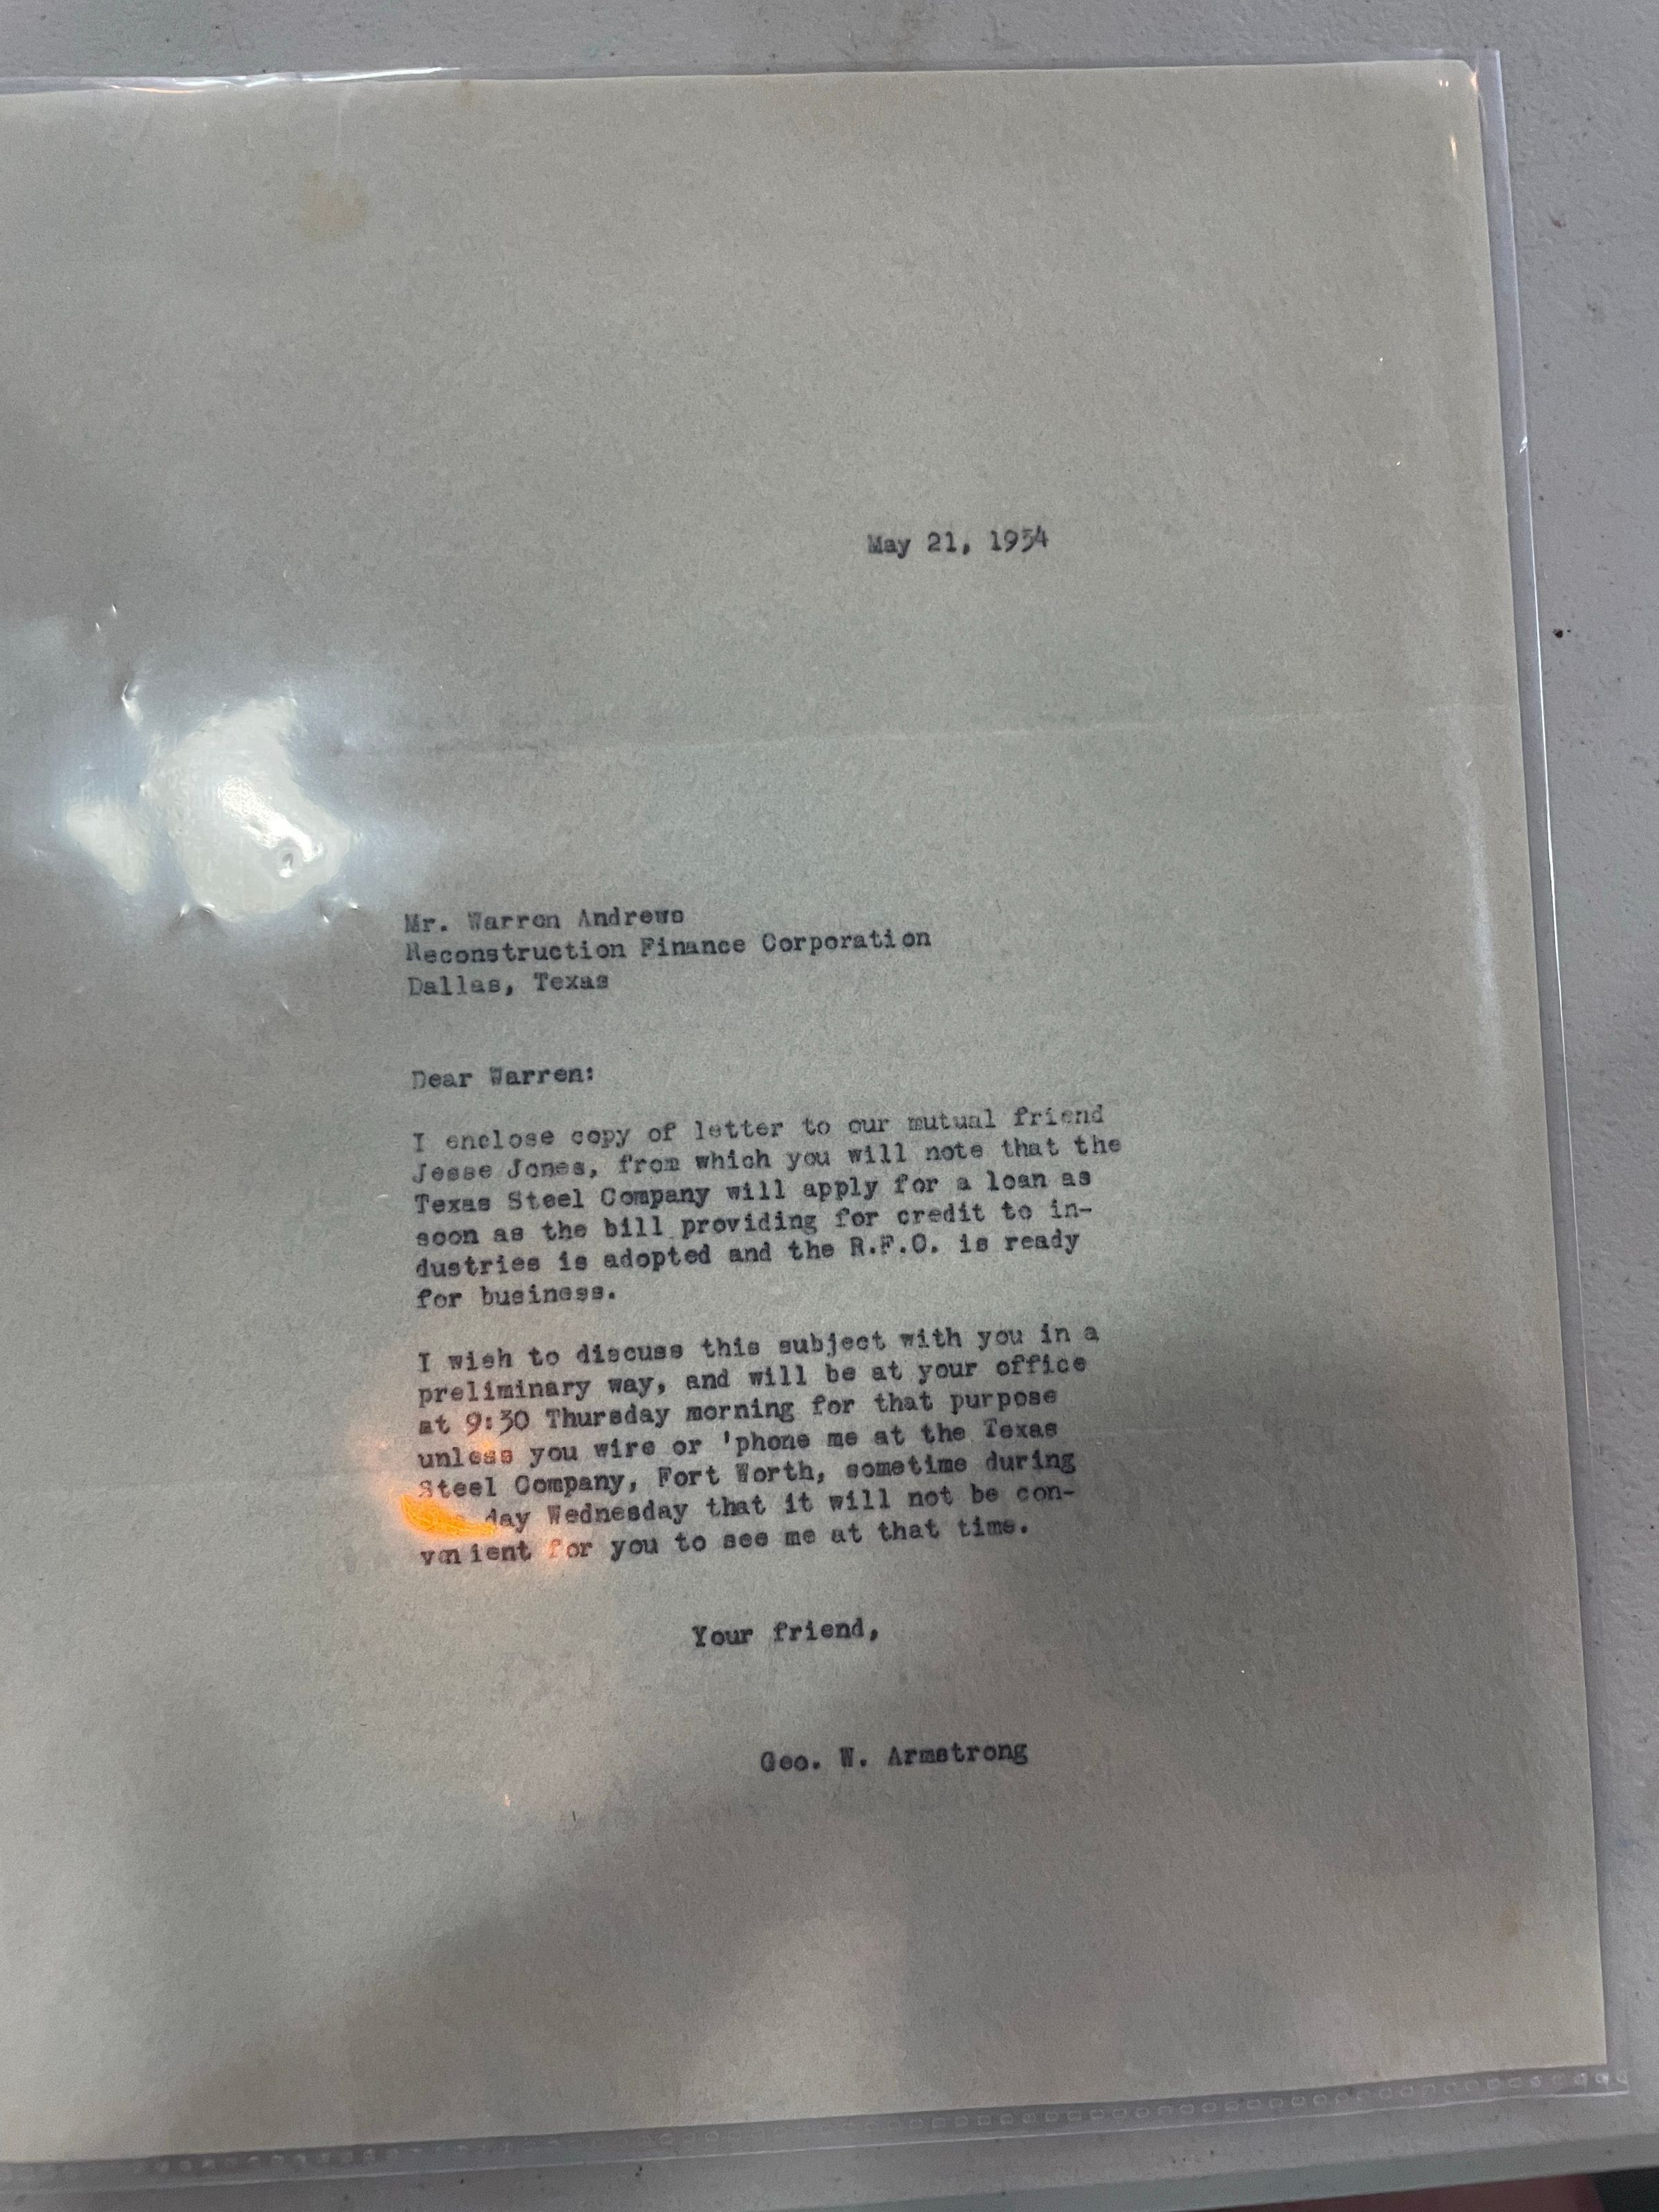 May 21, 1934
Mr. Warren Andrews
Reconstruction Finance Corporation
Dallas, Texas
Dear Warren:
I enclose copy of letter to our mutual friend
Jesse Jones, from which you will note that the
Texas Steel Company will apply for a loan as
soon as the bill providing for credit to in-
dustries is adopted and the R.F.C. is ready
for business.
I wish to discuss this subject with you in a
preliminary way, and will be at your office
at 9:30 Thursday morning for that purpose
unless you wire or 'phone me at the Texas
Steel Company, Fort Worth, sometime during
day Wednesday that it will not be con-
venient for you to see me at that time.
Your friend,
Geo. W. Armstrong